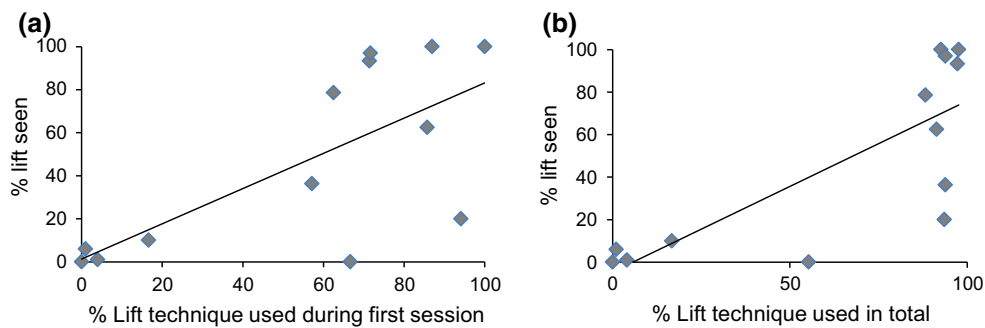 (a)
% lift seen
100
80
60
40
20
0
0 20 40 60 80 100
% Lift technique used during first session
(b)
% lift seen
100
80
60
40
20
0
0 50 100
% Lift technique used in total